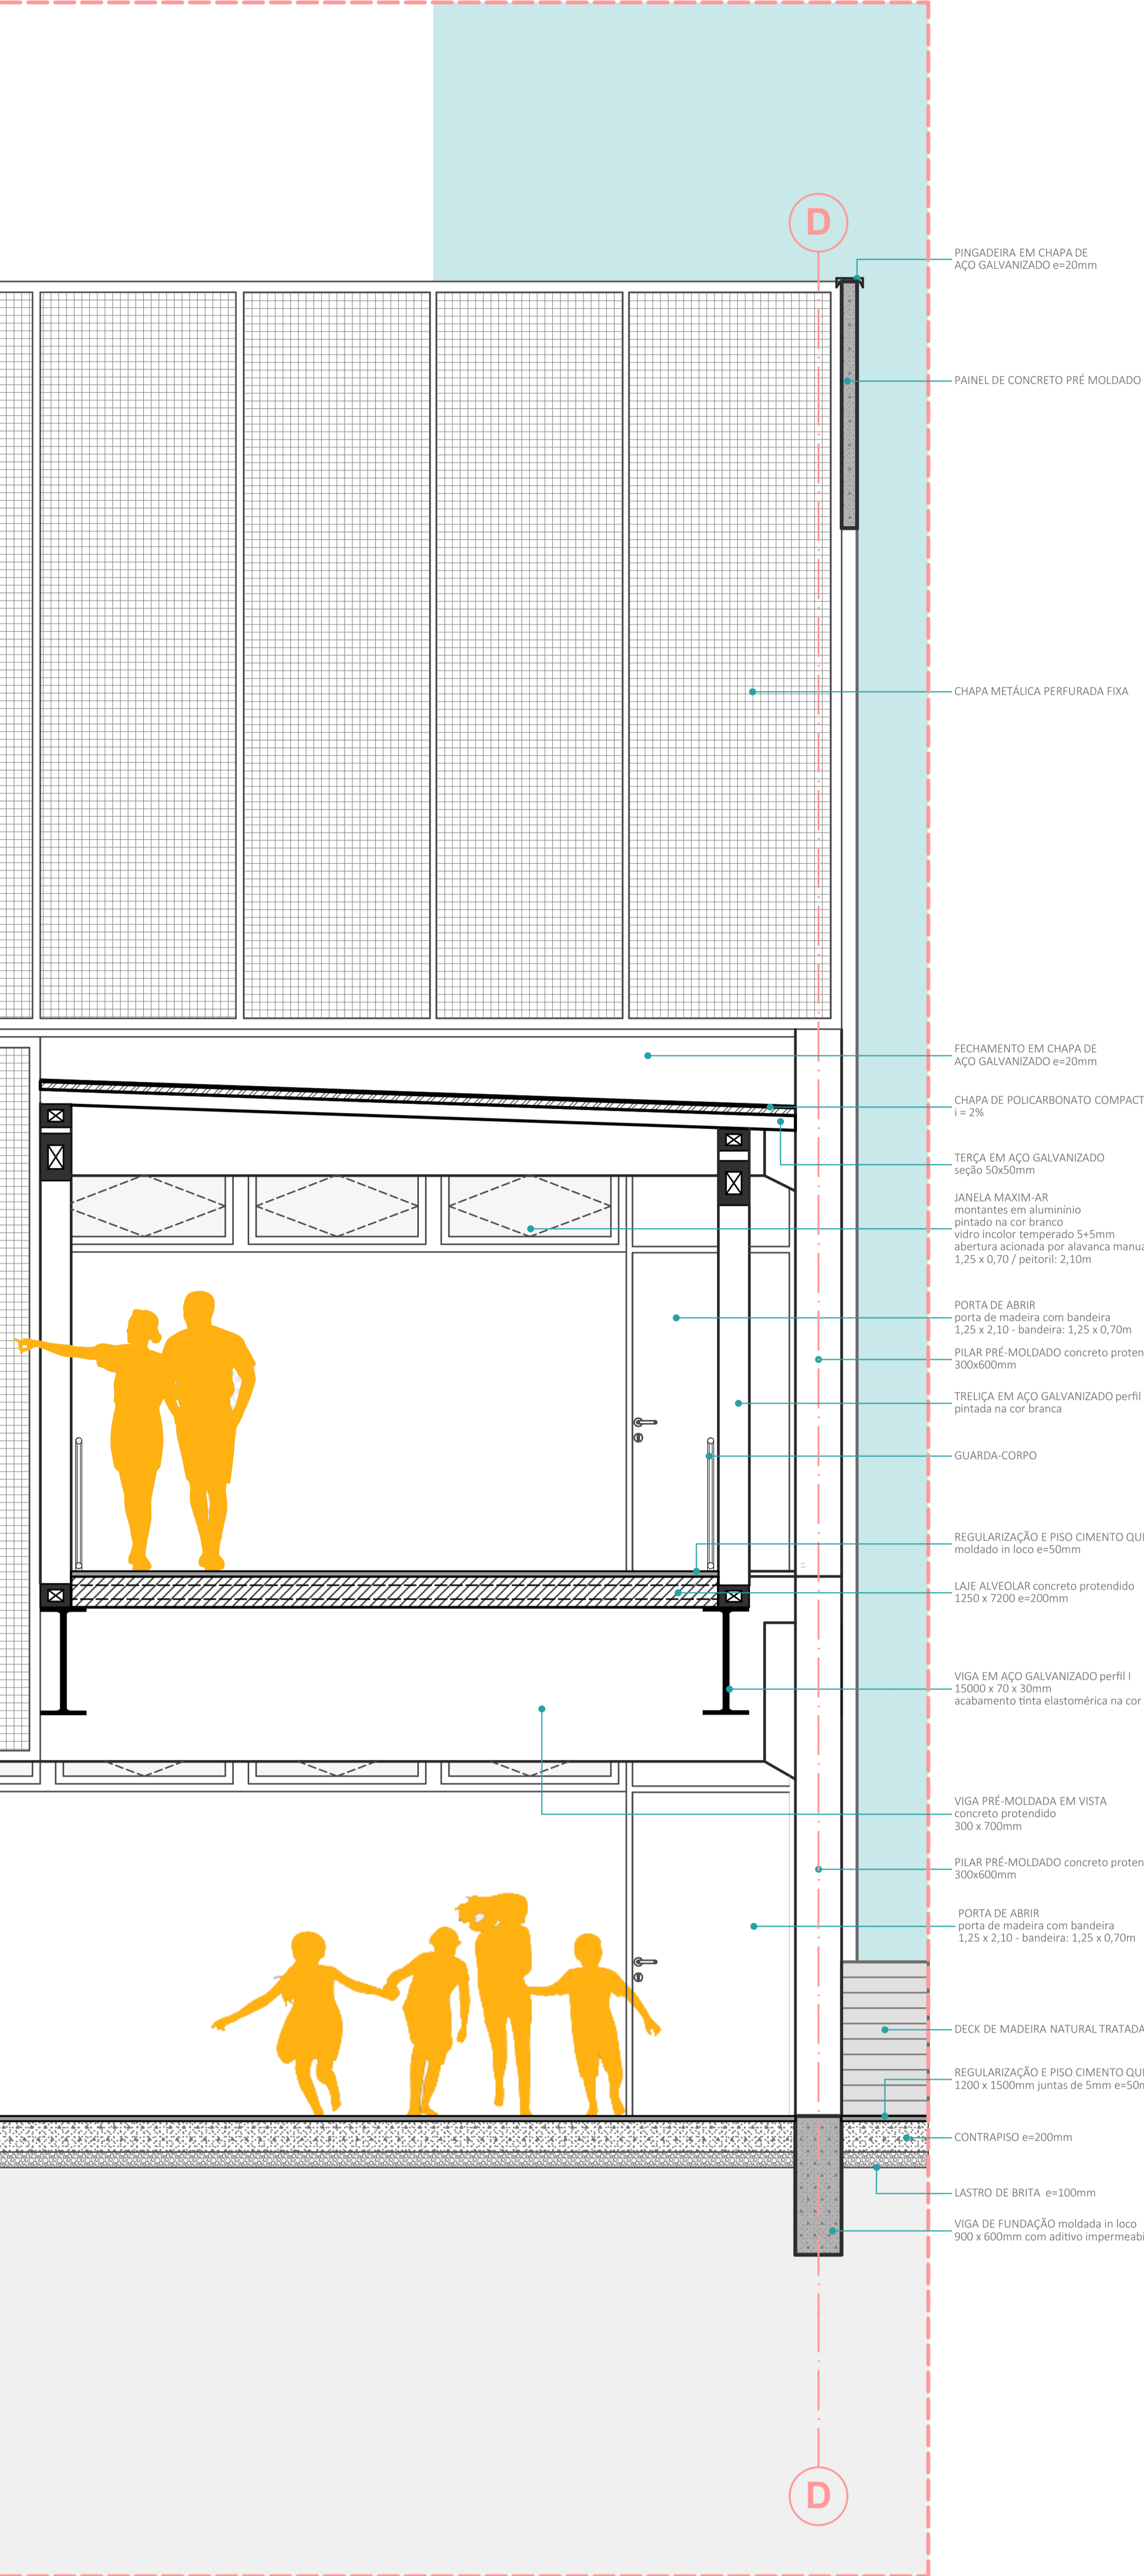 D
PINGADEIRA EM CHAPA DE
AÇO GALVANIZADO e=20mm
PAINEL DE CONCRETO PRÉ MOLDADO
CHAPA METÁLICA PERFURADA FIXA
FECHAMENTO EM CHAPA DE
AÇO GALVANIZADO e=20mm
CHAPA DE POLICARBONATO COMPACT
i = 2%
TERÇA EM AÇO GALVANIZADO
seção 50x50mm
JANELA MAXIM-AR
montantes em alumínínio
pintado na cor branco
vidro incolor temperado 5+5mm
abertura acionada por alavanca manua
1,25 x 0,70 / peitoril: 2,10m
PORTA DE ABRIR
porta de madeira com bandeira
1,25 x 2,10 - bandeira: 1,25 x 0,70m
PILAR PRÉ-MOLDADO concreto proten
300x600mm
TRELIÇA EM AÇO GALVANIZADO perfil
pintada na cor branca
GUARDA-CORPO
REGULARIZAÇÃO E PISO CIMENTO QUE
moldado in loco e=50mm
LAJE ALVEOLAR concreto protendido
1250 x 7200 e=200mm
VIGA EM AÇO GALVANIZADO perfil I
15000 x 70 x 30mm
acabamento tinta elastomérica na cor
VIGA PRÉ-MOLDADA EM VISTA
concreto protendido
300 x 700mm
PILAR PRÉ-MOLDADO concreto proten
300x600mm
PORTA DE ABRIR
porta de madeira com bandeira
1,25 x 2,10 - bandeira: 1,25 x 0,70m
DECK DE MADEIRA NATURAL TRATADA
REGULARIZAÇÃO E PISO CIMENTO QUE
1200 x 1500mm juntas de 5mm e=50m
CONTRAPISO e=200mm
LASTRO DE BRITA e=100mm
VIGA DE FUNDAÇÃO moldada in loco
900 x 600mm com aditivo impermeabi
D